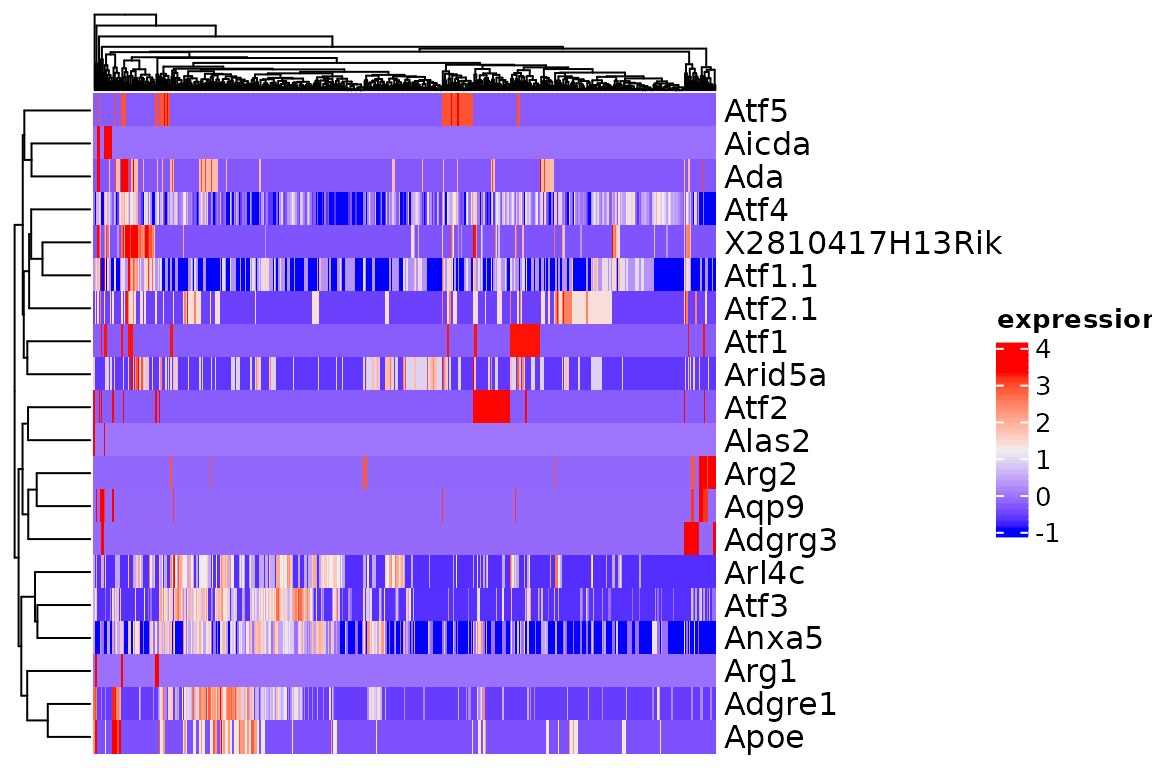 Atf5
Aicda
Ada
Atf4
X2810417H13Rik
Atf1.1
Atf2.1
Atf1
Arid5a
Atf2
Alas2
Arg2
Aqp9
Adgrg3
Arl4c
Atf3
Anxa5
Arg1
Adgre1
Apoe
expression
4
3
2
1
0
-1